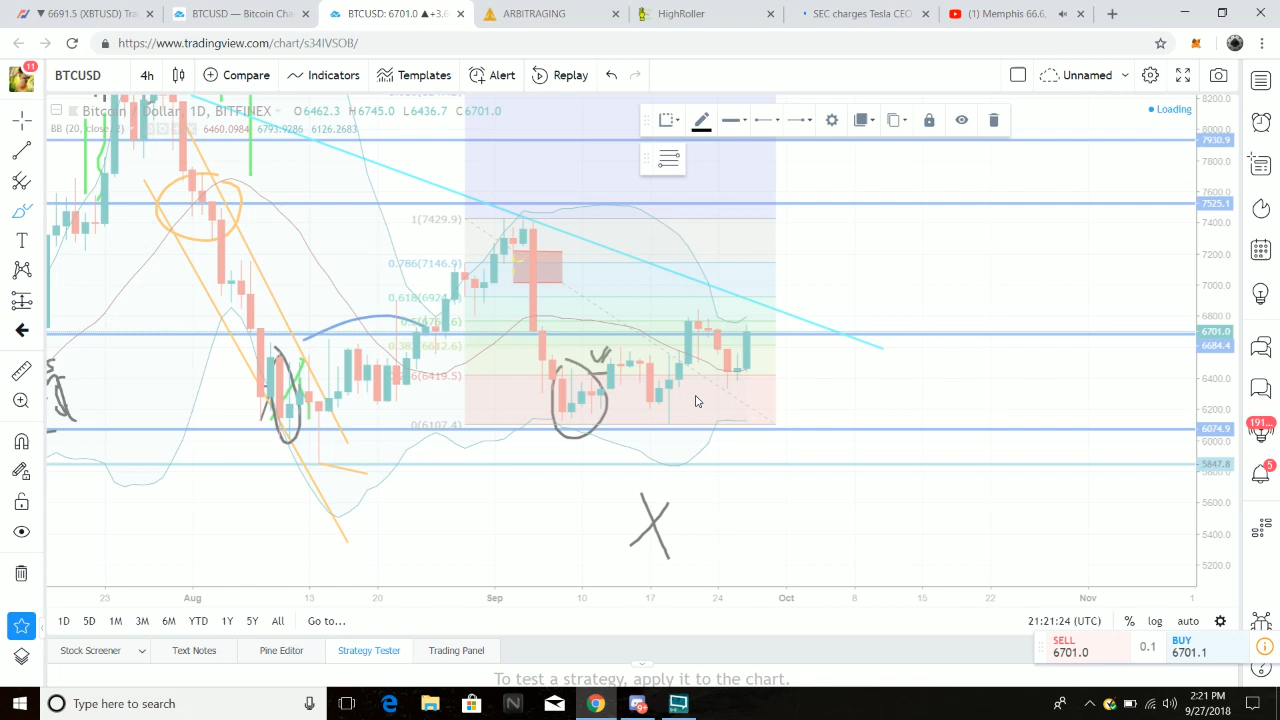 6691.5 (XBTUSD) Tra
BTCUSD — Bitcoin Cha
BTCUSD: 6701.0 ▲+3.6
ARBITRAGING
HighRoller
SEC charges Tesla CEO
(1) Memphis 66.6
https://www.tradingview.com/chart/s34IVSOB/
11
BTCUSD
4h
Compare
Indicators
Templates
Alert
Replay
Unnamed
Bitcoin / Dollar, 1D, BITFINEX
O6462.3 H6745.0 L6436.7 C6701.0
Loading
BB (20, close, 2)
6460.0984 6793.9286 6126.2683
8200.0
8000.0
7930.9
7800.0
7600.0
7525.1
7400.0
7200.0
7000.0
6800.0
6701.0
6684.4
6400.0
6200.0
6074.9
6000.0
5847.8
5800.0
5600.0
5400.0
5200.0
1(7429.9)
0.786(7146.9)
0(6107.4)
191...
5
23
Aug
13
20
Sep
10
17
24
Oct
8
15
22
Nov
1
1D 5D 1M 3M 6M YTD 1Y 5Y All Go to...
21:21:24 (UTC) % log auto
Stock Screener
Text Notes
Pine Editor
Strategy Tester
Trading Panel
SELL
6701.0
0.1
BUY
6701.1
To test a strategy, apply it to the chart.
Type here to search
2:21 PM
9/27/2018